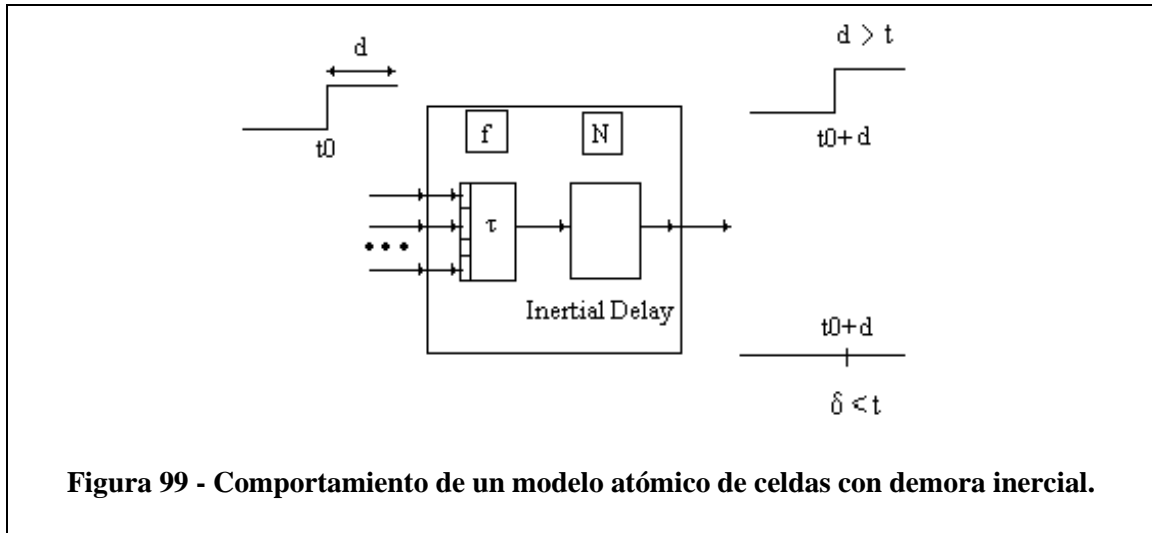 d
t0
f
N
τ
Inertial Delay
d > t
t0+d
t0+d
δ < t
Figura 99 - Comportamiento de un modelo atómico de celdas con demora inercial.